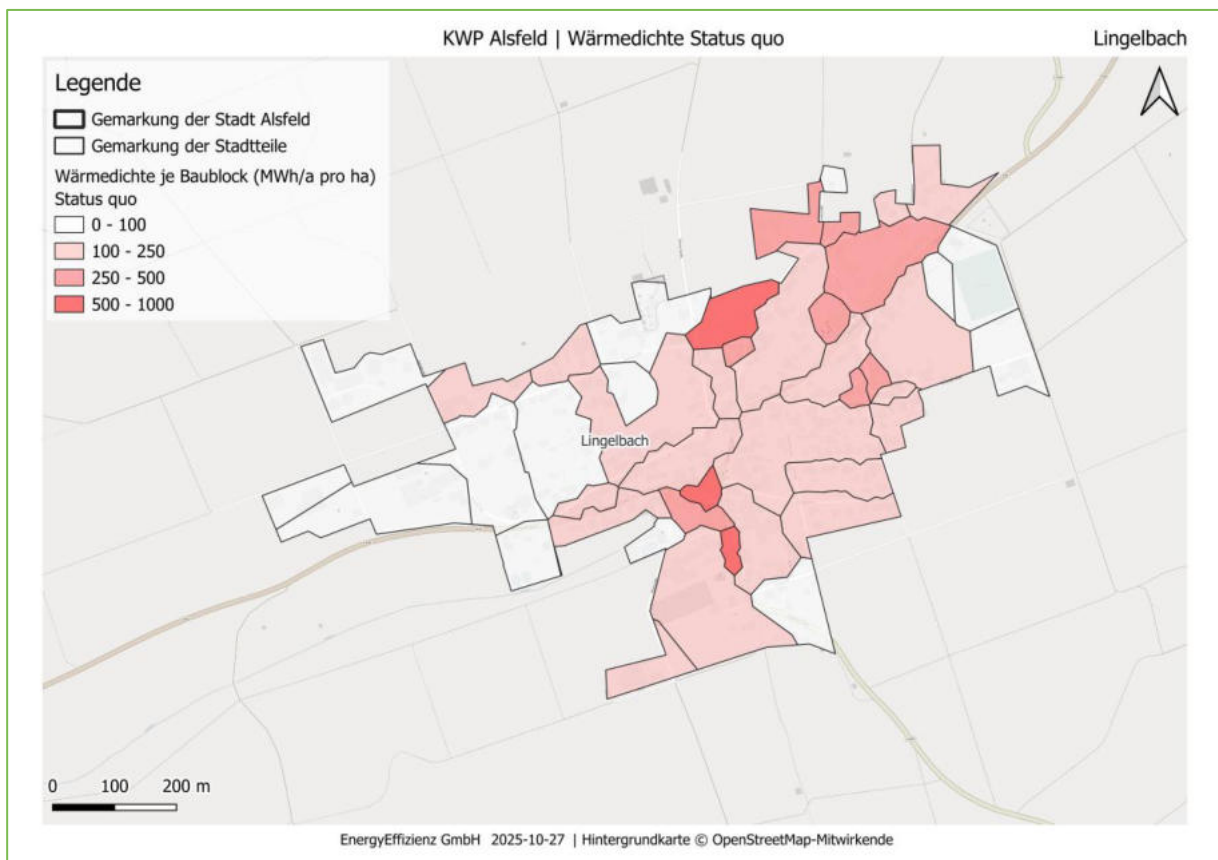 KWP Alsfeld | Wärmedichte Status quo
Lingelbach
Legende
Gemarkung der Stadt Alsfeld
Gemarkung der Stadtteile
Wärmedichte je Baublock (MWh/a pro ha)
Status quo
0 - 100
100 - 250
250 - 500
500 - 1000
Lingelbach
0 100 200 m
EnergyEffizienz GmbH 2025-10-27 | Hintergrundkarte © OpenStreetMap-Mitwirkende